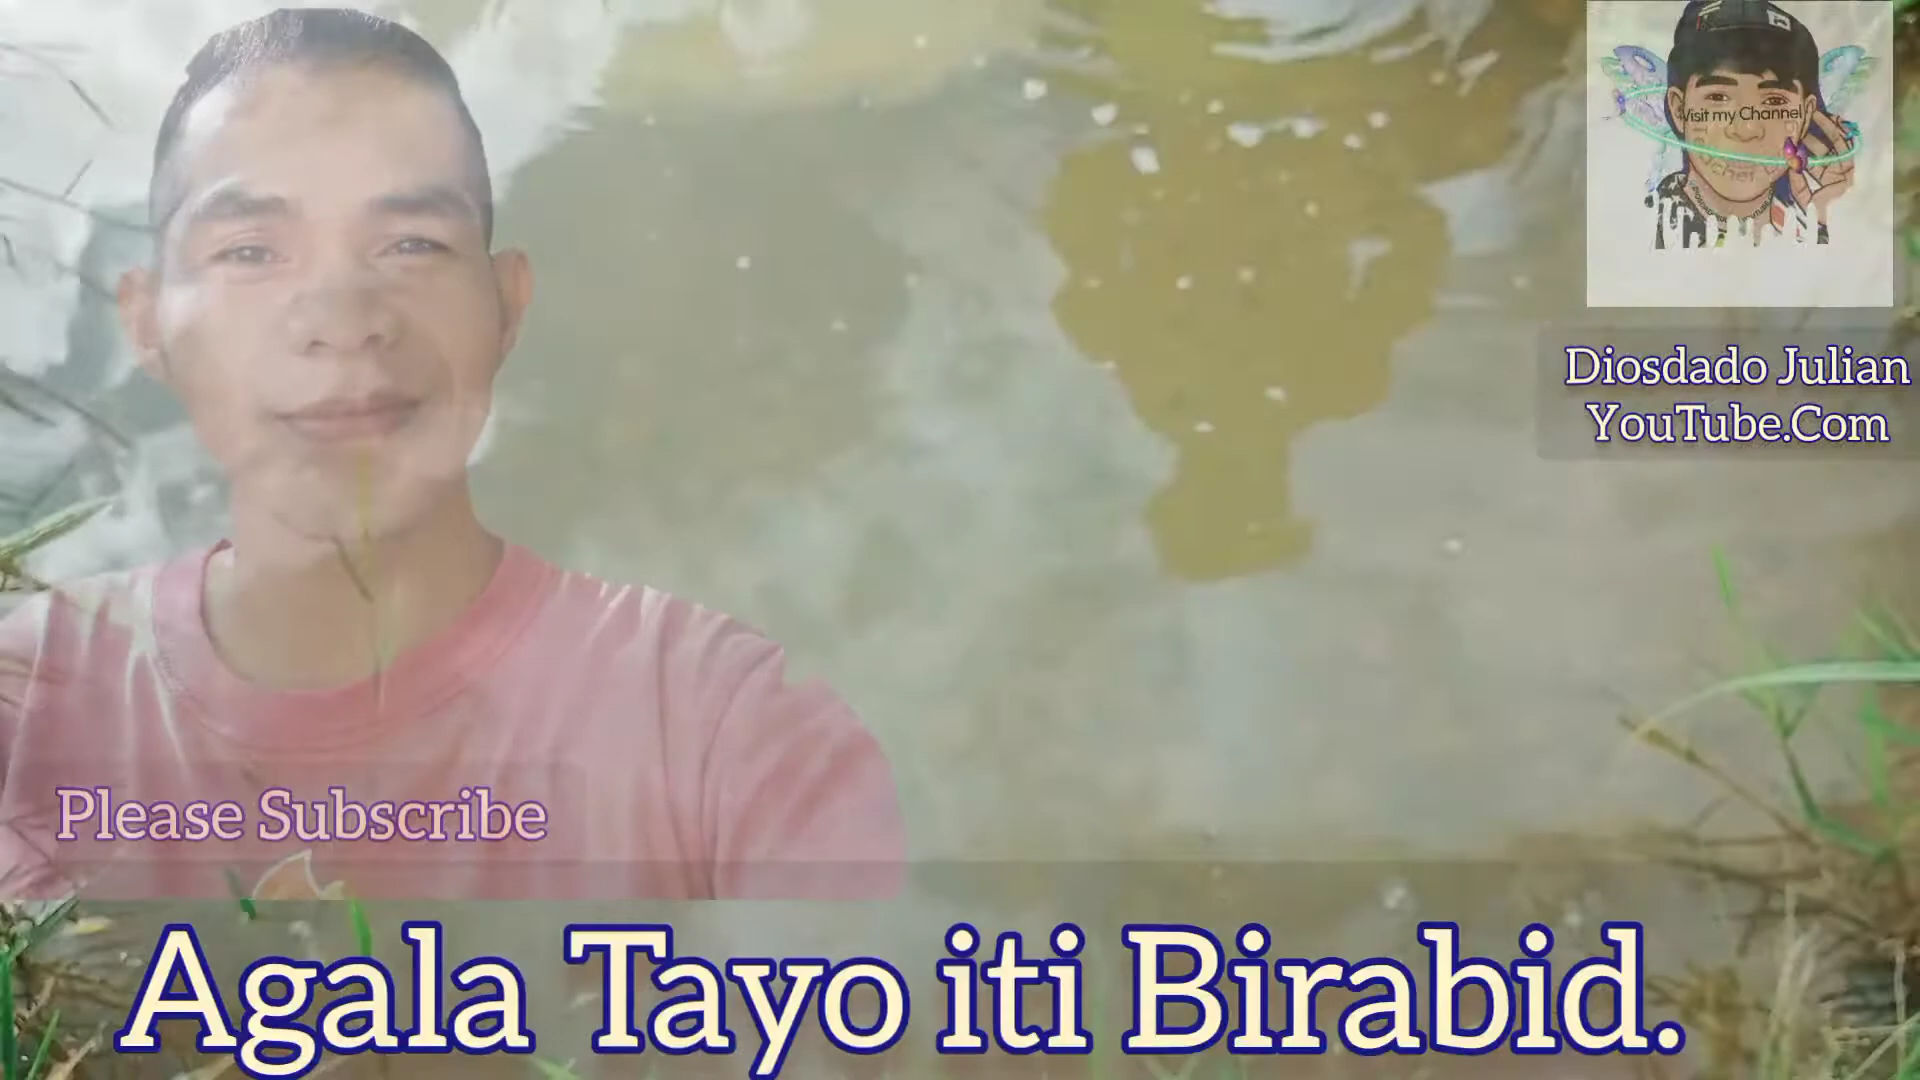 Visit my Channel
Diosdado Julian
YouTube.Com
Please Subscribe
Agala Tayo iti Birabid.